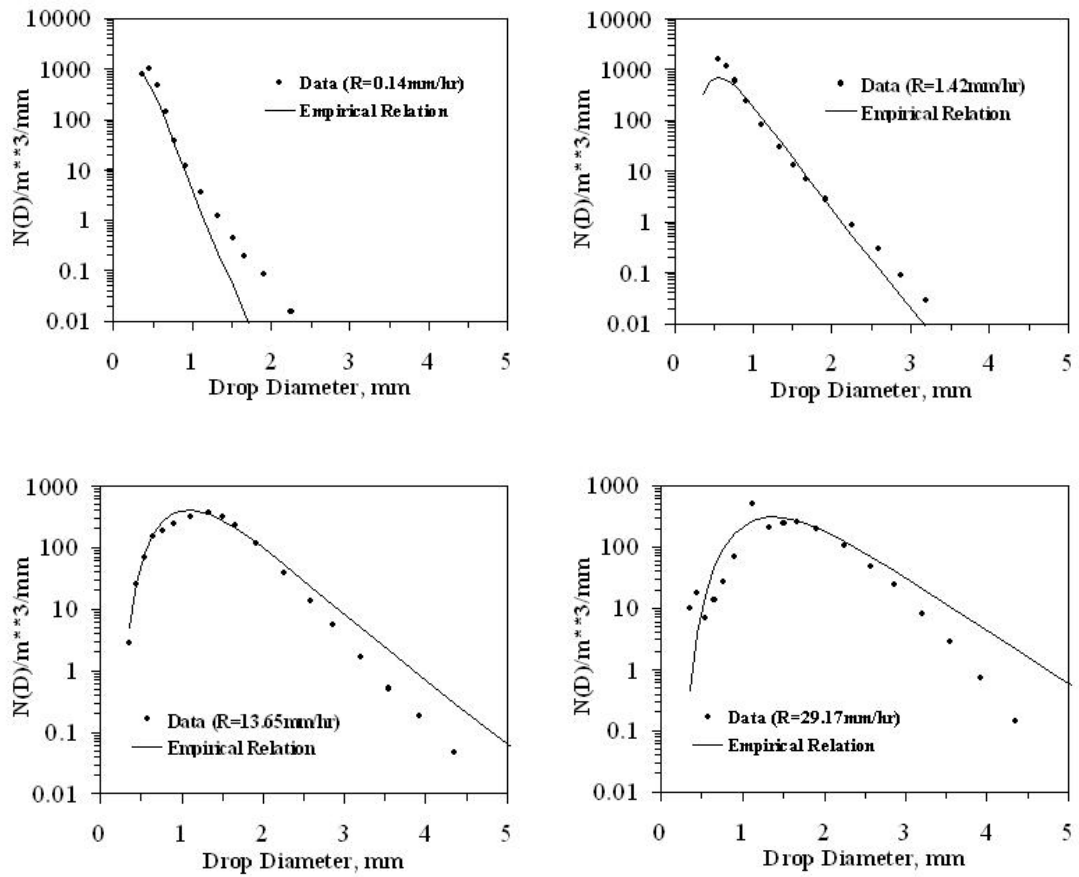 10000
1000
100
10
1
0.1
0.01
N(D)/m**3/mm
Data (R=0.14mm/hr)
Empirical Relation
0 1 2 3 4 5
Drop Diameter, mm
10000
1000
100
10
1
0.1
0.01
N(D)/m**3/mm
Data (R=1.42mm/hr)
Empirical Relation
0 1 2 3 4 5
Drop Diameter, mm
1000
100
10
1
0.1
0.01
N(D)/m**3/mm
Data (R=13.65mm/hr)
Empirical Relation
0 1 2 3 4 5
Drop Diameter, mm
1000
100
10
1
0.1
0.01
N(D)/m**3/mm
Data (R=29.17mm/hr)
Empirical Relation
0 1 2 3 4 5
Drop Diameter, mm